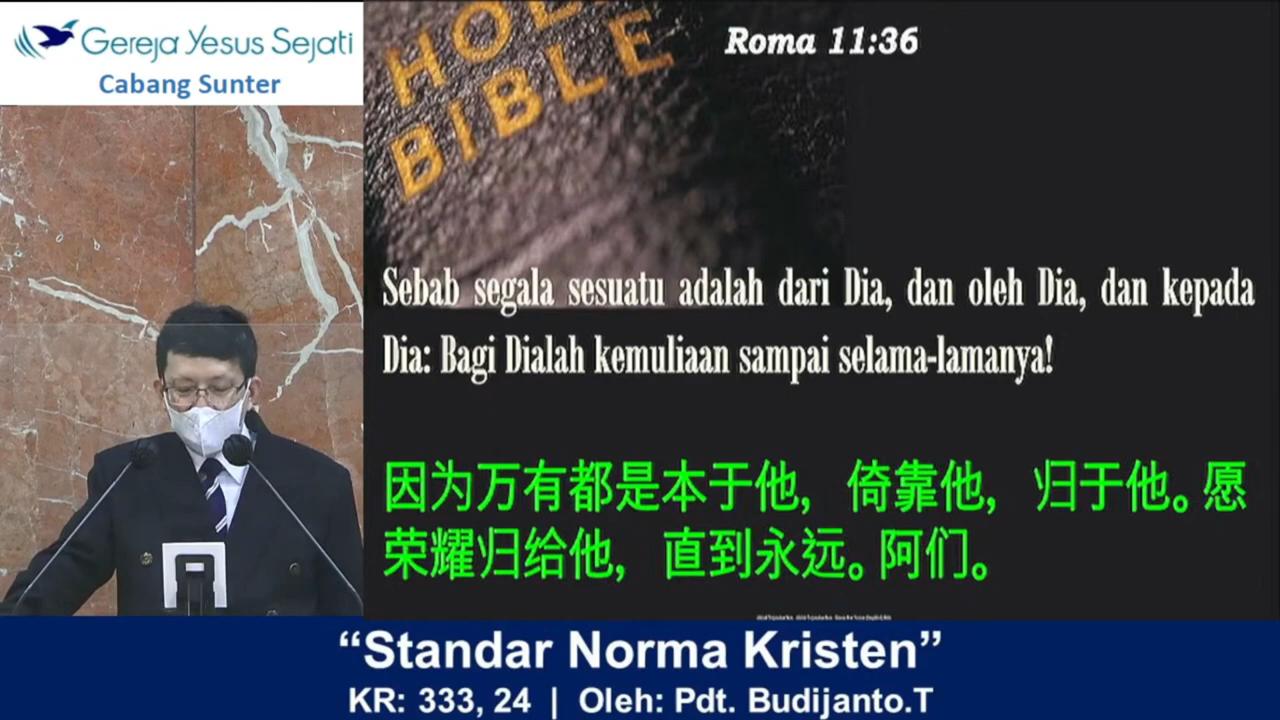 Gereja Yesus Sejati
Cabang Sunter
HOL
BIBLE
Roma 11:36
Sebab segala sesuatu adalah dari Dia, dan oleh Dia, dan kepada
Dia: Bagi Dialah kemuliaan sampai selama-lamanya!
因为万有都是本于他, 倚靠他, 归于他。愿
荣耀归给他, 直到永远。阿们。
“Standar Norma Kristen”
KR: 333, 24 | Oleh: Pdt. Budijanto.T